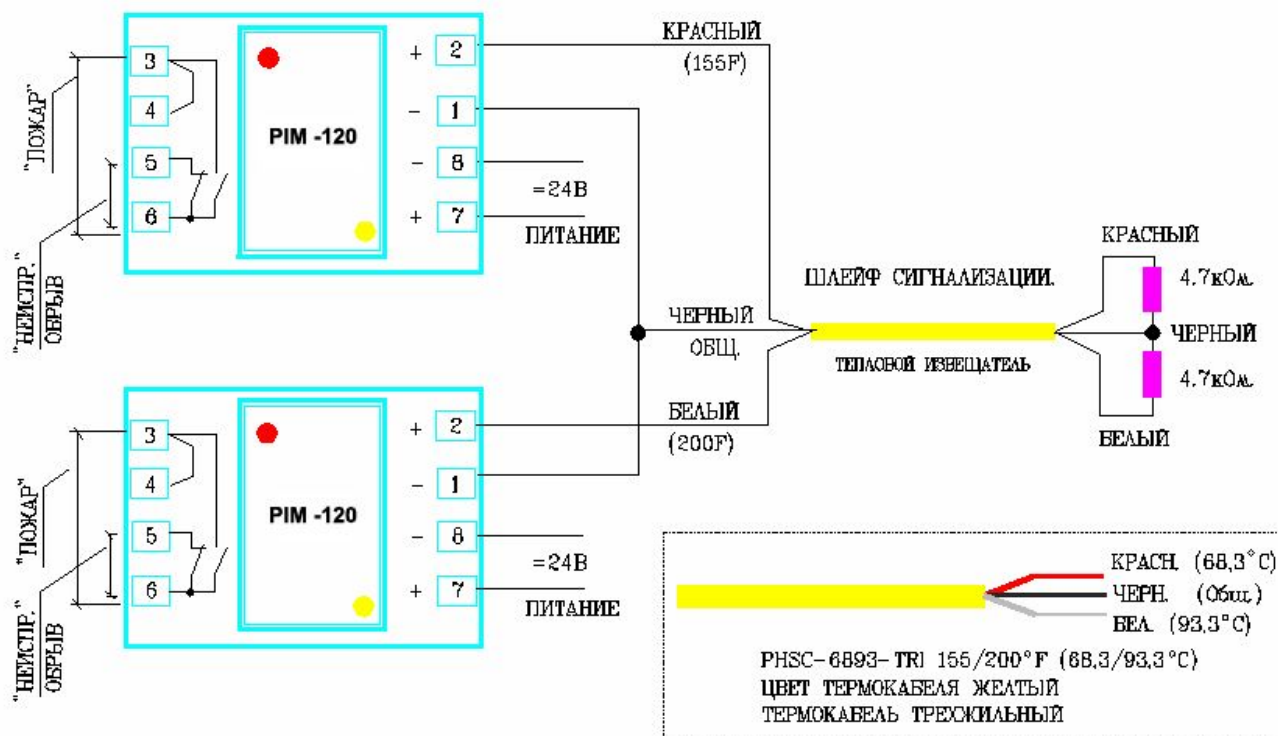 "ПОЖАР"
"НЕИСПР."
ОБРЫВ
3
4
5
6
PIM -120
+ 2
- 1
- 8
+ 7
=24В
ПИТАНИЕ
КРАСНЫЙ
(155F)
ЧЕРНЫЙ
ОБЩ.
БЕЛЫЙ
(200F)
ШЛЕЙФ СИГНАЛИЗАЦИИ.
ТЕПЛОВОЙ ИЗВЕЩАТЕЛЬ
КРАСНЫЙ
4.7кОм.
ЧЕРНЫЙ
4.7кОм.
БЕЛЫЙ
"ПОЖАР"
"НЕИСПР."
ОБРЫВ
3
4
5
6
PIM -120
+ 2
- 1
- 8
+ 7
=24В
ПИТАНИЕ
КРАСН. (68,3°C)
ЧЕРН. (Общ.)
БЕЛ. (93,3°C)
PHSC-6893-TRI 155/200°F (68,3/93,3°C)
ЦВЕТ ТЕРМОКАБЕЛЯ ЖЕЛТЫЙ
ТЕРМОКАБЕЛЬ ТРЕХЖИЛЬНЫЙ